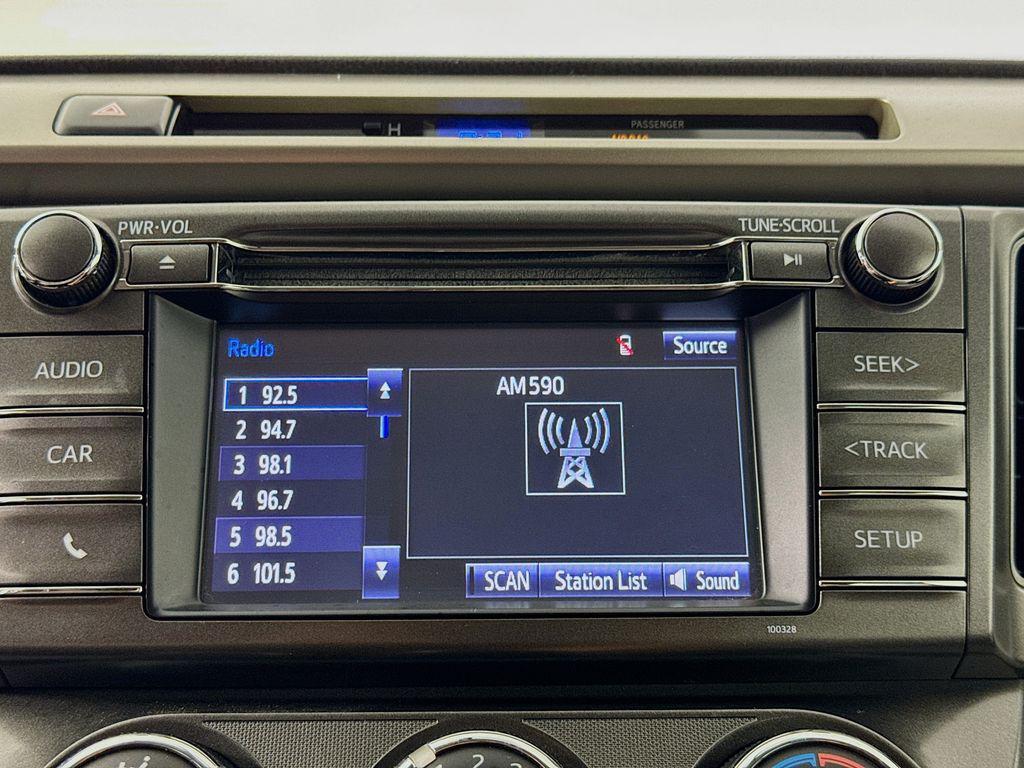 H
PASSENGER
PWR·VOL
TUNE·SCROLL
AUDIO
CAR
Radio
Source
1 92.5
2 94.7
3 98.1
4 96.7
5 98.5
6 101.5
AM590
SCAN
Station List
Sound
SEEK>
<TRACK
SETUP
100328
2